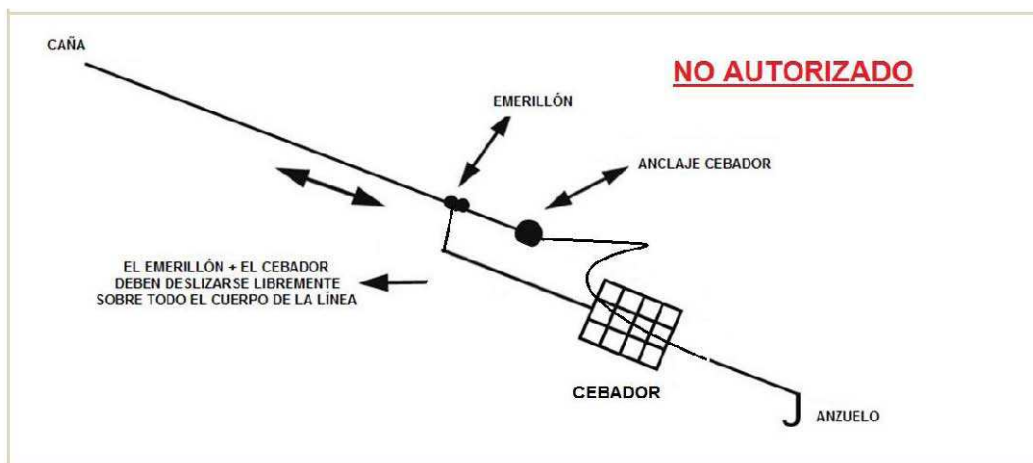 CAÑA
NO AUTORIZADO
EMERILLÓN
ANCLAJE CEBADOR
EL EMERILLÓN + EL CEBADOR
DEBEN DESLIZARSE LIBREMENTE
SOBRE TODO EL CUERPO DE LA LÍNEA
CEBADOR
ANZUELO